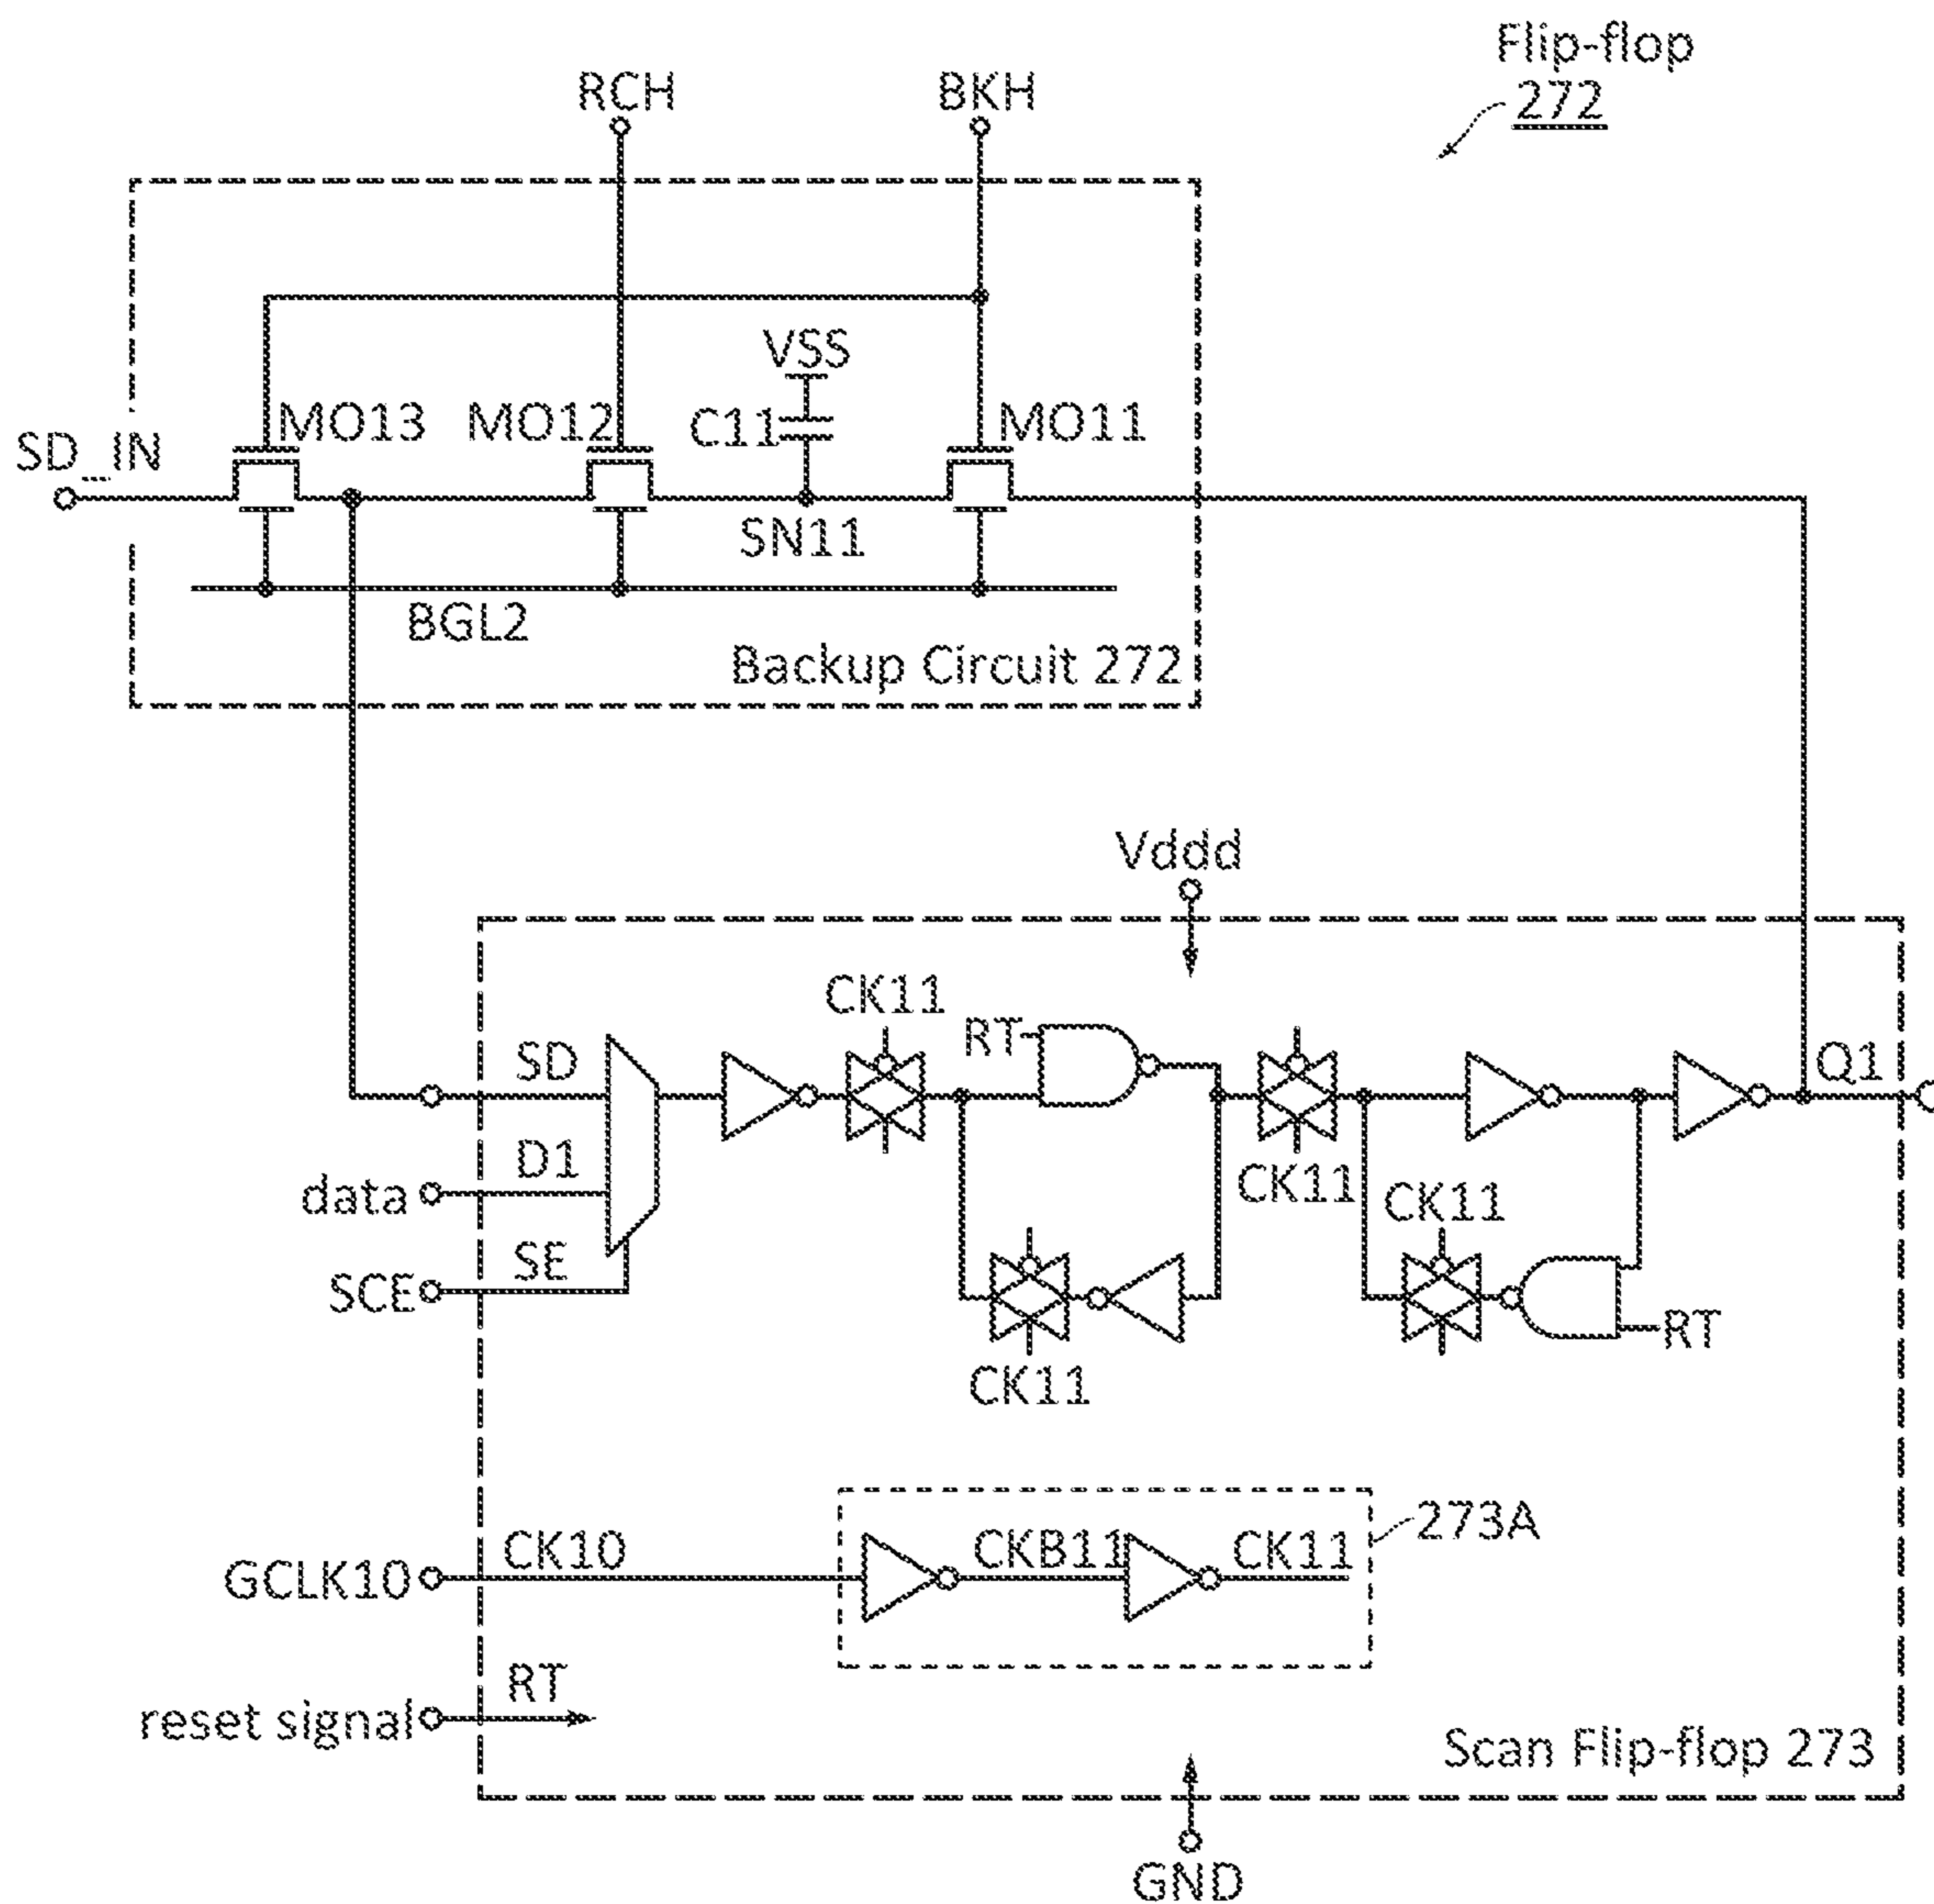 Flip-flop
272
RCH
BKH
VSS
MO13
MO12
C11
MO11
SD_IN
SN11
BGL2
Backup Circuit 272
Vddd
CK11
RT
SD
Q1
D1
data
CK11
CK11
SE
SCE
RT
CK11
273A
CK10
CKB11
CK11
GCLK10
RT
reset signal
Scan Flip-flop 273
GND